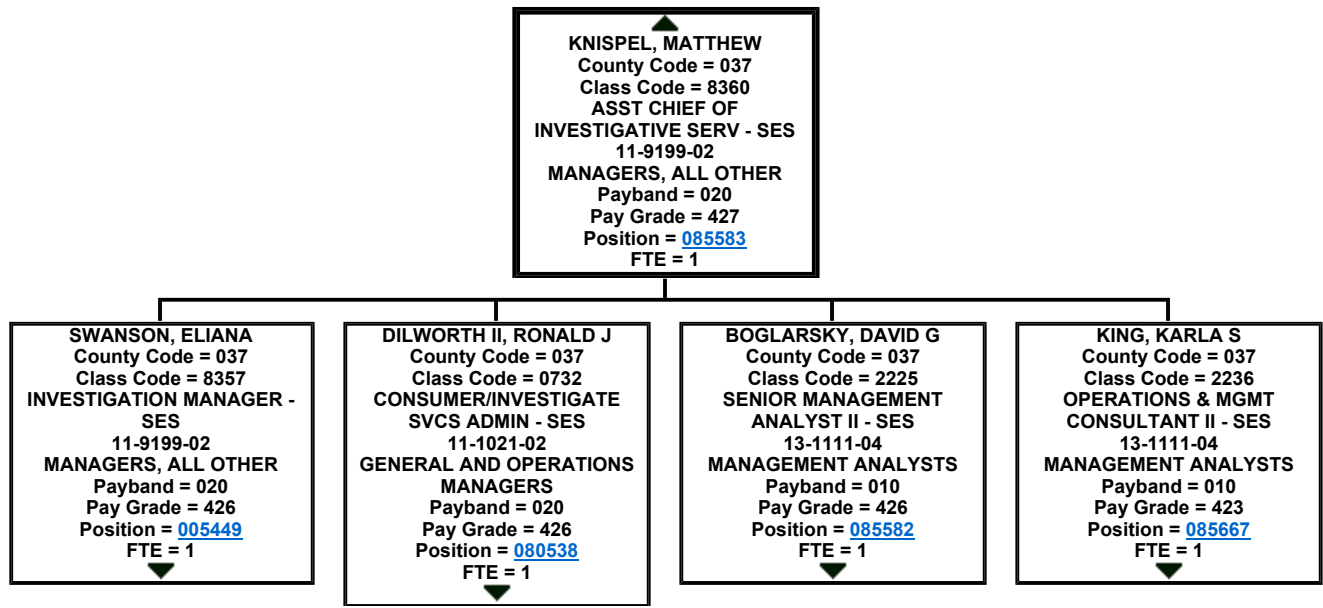 KNISPEL, MATTHEW
County Code = 037
Class Code = 8360
ASST CHIEF OF
INVESTIGATIVE SERV - SES
11-9199-02
MANAGERS, ALL OTHER
Payband = 020
Pay Grade = 427
Position = 085583
FTE = 1
SWANSON, ELIANA
County Code = 037
Class Code = 8357
INVESTIGATION MANAGER -
SES
11-9199-02
MANAGERS, ALL OTHER
Payband = 020
Pay Grade = 426
Position = 005449
FTE = 1
DILWORTH II, RONALD J
County Code = 037
Class Code = 0732
CONSUMER/INVESTIGATE
SVCS ADMIN - SES
11-1021-02
GENERAL AND OPERATIONS
MANAGERS
Payband = 020
Pay Grade = 426
Position = 080538
FTE = 1
BOGLARSKY, DAVID G
County Code = 037
Class Code = 2225
SENIOR MANAGEMENT
ANALYST II - SES
13-1111-04
MANAGEMENT ANALYSTS
Payband = 010
Pay Grade = 426
Position = 085582
FTE = 1
KING, KARLA S
County Code = 037
Class Code = 2236
OPERATIONS & MGMT
CONSULTANT II - SES
13-1111-04
MANAGEMENT ANALYSTS
Payband = 010
Pay Grade = 423
Position = 085667
FTE = 1